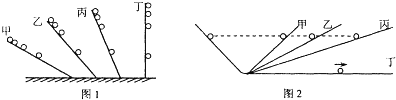 甲 乙 丙 丁
图1
甲 乙 丙
丁
图2